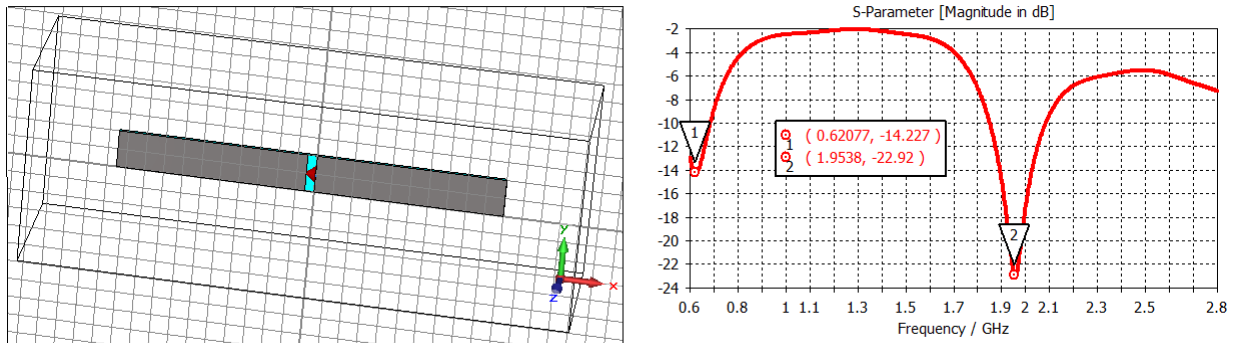 Y
X
Z
S-Parameter [Magnitude in dB]
-2
-4
-6
-8
-10
-12
-14
-16
-18
-20
-22
-24
1
2
1 ( 0.62077, -14.227 )
2 ( 1.9538, -22.92 )
0.6 0.8 1 1.1 1.3 1.5 1.7 1.9 2 2.1 2.3 2.5 2.8
Frequency / GHz